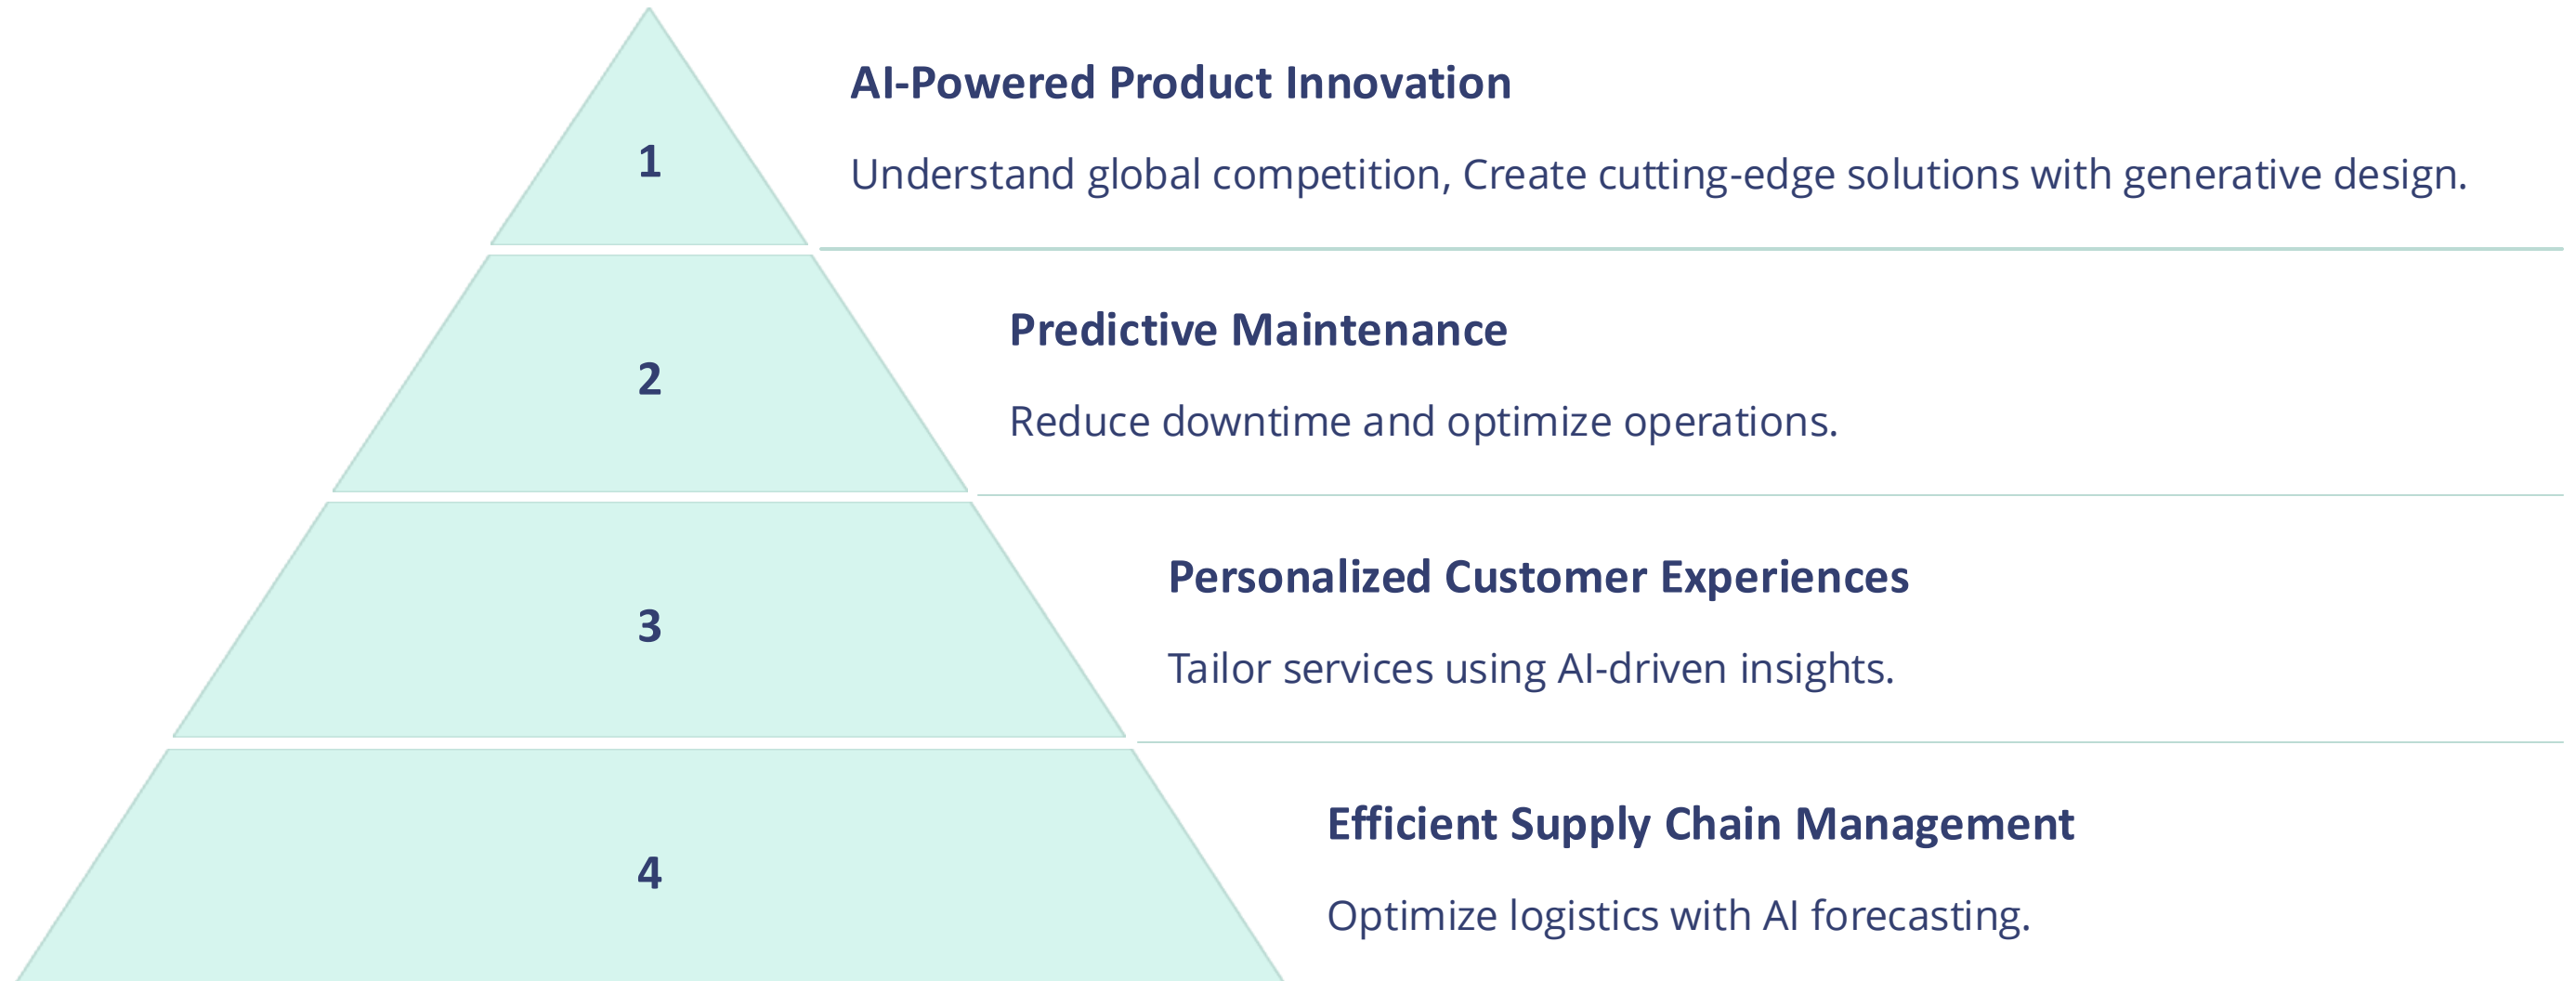 1
AI-Powered Product Innovation
Understand global competition, Create cutting-edge solutions with generative design.
2
Predictive Maintenance
Reduce downtime and optimize operations.
3
Personalized Customer Experiences
Tailor services using AI-driven insights.
4
Efficient Supply Chain Management
Optimize logistics with AI forecasting.